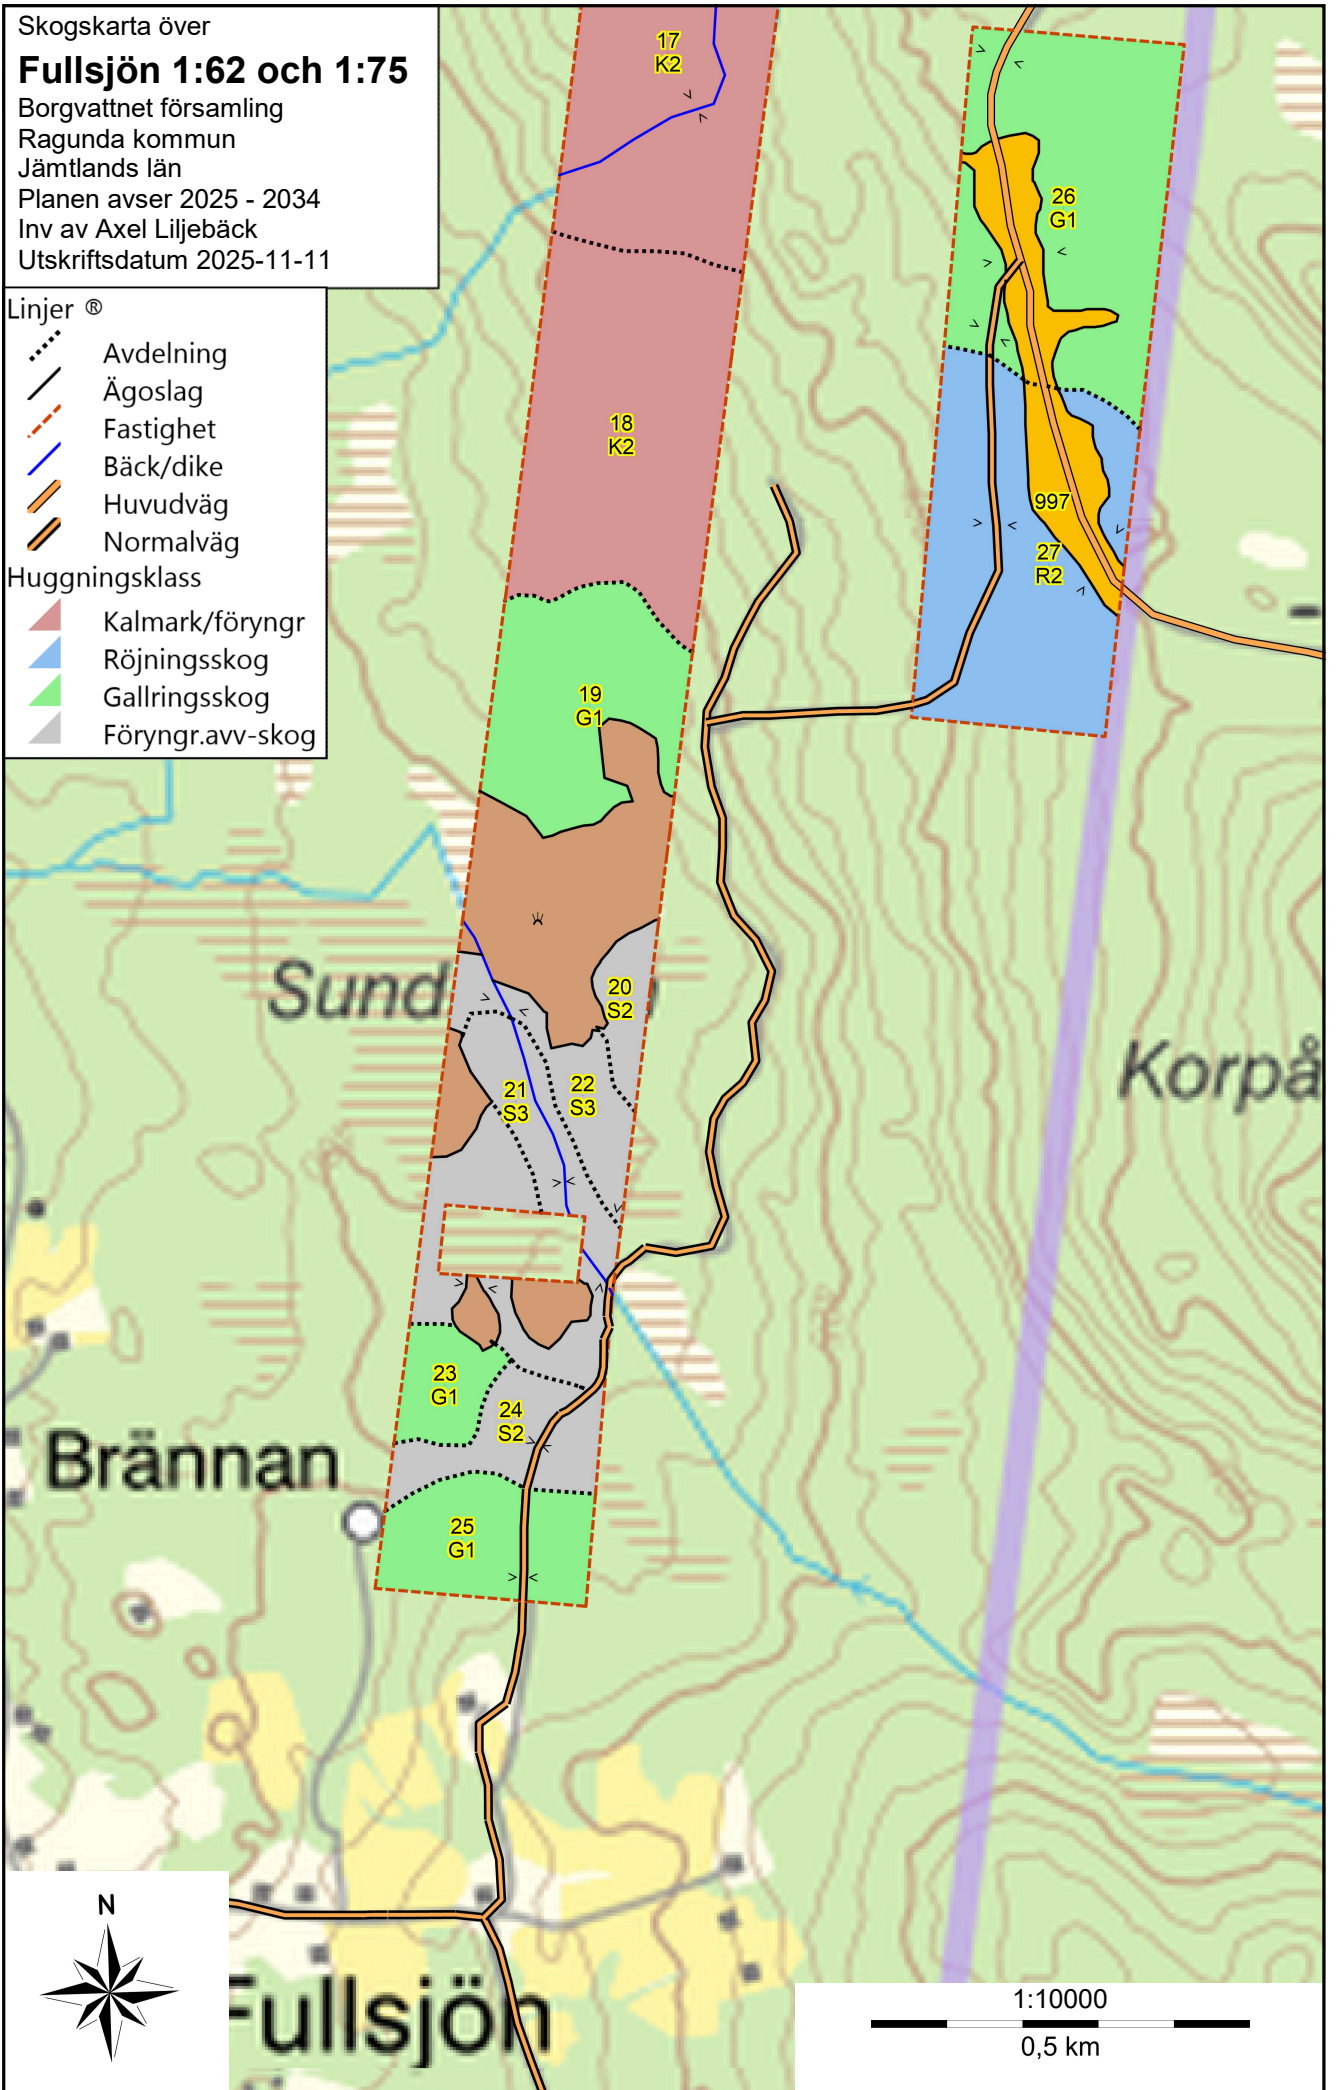 Skogskarta över
Fullsjön 1:62 och 1:75
Borgvattnet församling
Ragunda kommun
Jämtlands län
Planen avser 2025 - 2034
Inv av Axel Liljebäck
Utskriftsdatum 2025-11-11
Linjer ®
Avdelning
Ägoslag
Fastighet
Bäck/dike
Huvudväg
Normalväg
Huggningsklass
Kalmark/föryngr
Röjningsskog
Gallringsskog
Föryngr.avv-skog
17
K2
26
G1
18
K2
997
27
R2
19
G1
20
S2
Sund
21
S3
22
S3
Korpå
23
G1
24
S2
Brännan
25
G1
N
Fullsjön
1:10000
0,5 km